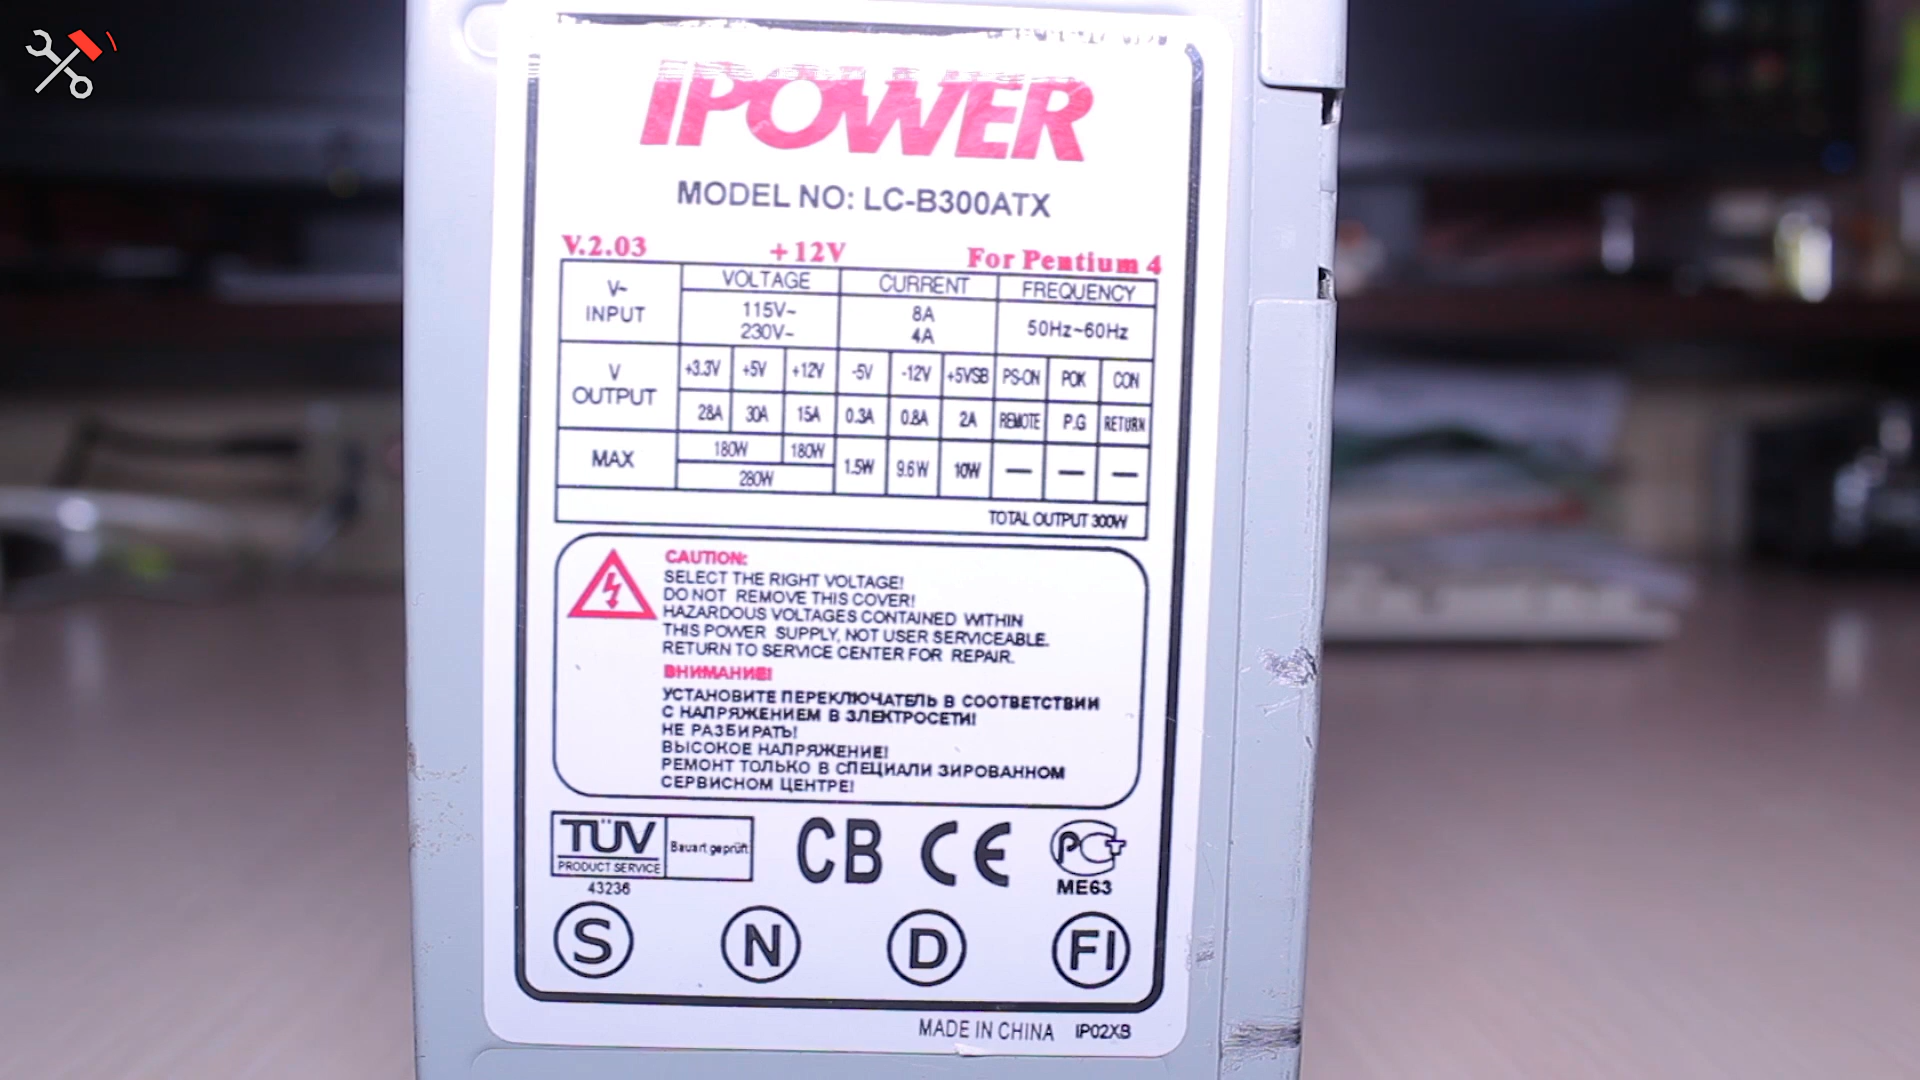 IPOWER
MODEL NO: LC-B300ATX
V.2.03 +12V For Pentium 4
V~ INPUT VOLTAGE CURRENT FREQUENCY
115V~ 8A 50Hz~60Hz
230V~ 4A
V OUTPUT +3.3V +5V +12V -5V -12V +5VSB PS-ON POK CON
28A 30A 15A 0.3A 0.8A 2A REMOTE P.G RETURN
MAX 180W 180W 1.5W 9.6W 10W — — —
280W
TOTAL OUTPUT 300W
CAUTION:
SELECT THE RIGHT VOLTAGE!
DO NOT REMOVE THIS COVER!
HAZARDOUS VOLTAGES CONTAINED WITHIN
THIS POWER SUPPLY, NOT USER SERVICEABLE.
RETURN TO SERVICE CENTER FOR REPAIR.
ВНИМАНИЕ!
УСТАНОВИТЕ ПЕРЕКЛЮЧАТЕЛЬ В СООТВЕТСТВИИ
С НАПРЯЖЕНИЕМ В ЗЛЕКТРОСЕТИ!
НЕ РАЗБИРАТЬ!
ВЫСОКОЕ НАПРЯЖЕНИЕ!
РЕМОНТ ТОЛЬКО В СПЕЦИАЛИ ЗИРОВАННОМ
СЕРВИСНОМ ЦЕНТРЕ!
TÜV Bauart geprüft CB CE РСТ
PRODUCT SERVICE
43236 ME63
S N D FI
MADE IN CHINA IP02XB